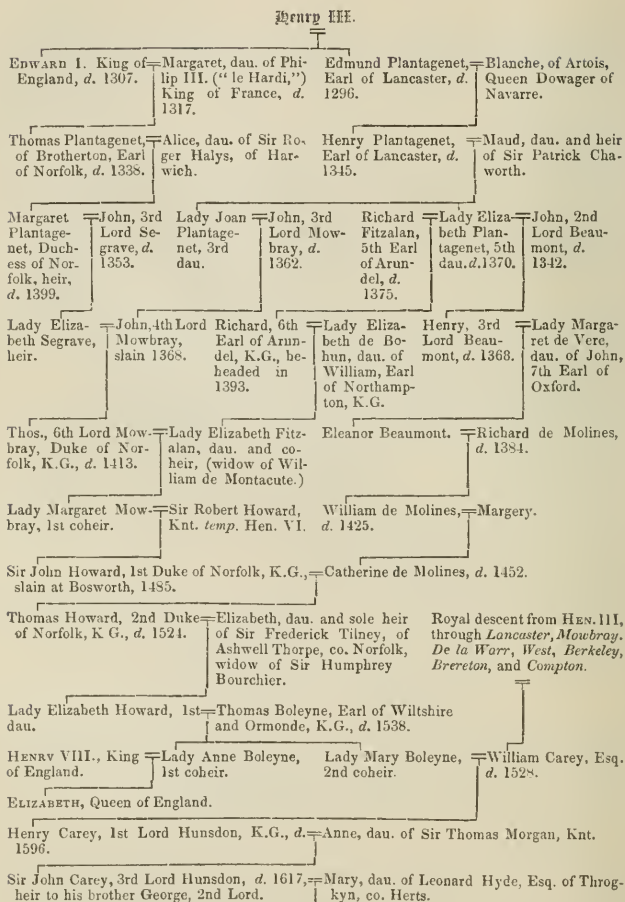 Henry III.
EDWARD I. King of England, d. 1307.
Margaret, dau. of Philip III. ("le Hardi,") King of France, d. 1317.
Edmund Plantagenet, Earl of Lancaster, d. 1296.
Blanche, of Artois, Queen Dowager of Navarre.
Thomas Plantagenet, of Brotherton, Earl of Norfolk, d. 1338.
Alice, dau. of Sir Roger Halys, of Harwich.
Henry Plantagenet, Earl of Lancaster, d. 1345.
Maud, dau. and heir of Sir Patrick Chaworth.
Margaret Plantagenet, Duchess of Norfolk, heir, d. 1399.
John, 3rd Lord Segrave, d. 1353.
Lady Joan Plantagenet, 3rd dau.
John, 3rd Lord Mowbray, d. 1362.
Richard Fitzalan, 5th Earl of Arundel, d. 1375.
Lady Elizabeth Plantagenet, 5th dau. d. 1370.
John, 2nd Lord Beaumont, d. 1342.
Lady Elizabeth Segrave, heir.
John, 4th Lord Mowbray, slain 1368.
Richard, 6th Earl of Arundel, K.G., beheaded in 1393.
Lady Elizabeth de Bohun, dau. of William, Earl of Northampton, K.G.
Henry, 3rd Lord Beaumont, d. 1368.
Lady Margaret de Vere, dau. of John, 7th Earl of Oxford.
Thos., 6th Lord Mowbray, Duke of Norfolk, K.G., d. 1413.
Lady Elizabeth Fitzalan, dau. and coheir, (widow of William de Montacute.)
Eleanor Beaumont.
Richard de Molines, d. 1384.
Lady Margaret Mowbray, 1st coheir.
Sir Robert Howard, Knt. temp. Hen. VI.
William de Molines, d. 1425.
Margery.
Sir John Howard, 1st Duke of Norfolk, K.G., slain at Bosworth, 1485.
Catherine de Molines, d. 1452.
Thomas Howard, 2nd Duke of Norfolk, K G., d. 1524.
Elizabeth, dau. and sole heir of Sir Frederick Tilney, of Ashwell Thorpe, co. Norfolk, widow of Sir Humphrey Bourchier.
Royal descent from HEN. III, through Lancaster, Mowbray. De la Warr, West, Berkeley, Brereton, and Compton.
Lady Elizabeth Howard, 1st dau.
Thomas Boleyne, Earl of Wiltshire and Ormonde, K.G., d. 1538.
HENRY VIII., King of England.
Lady Anne Boleyne, 1st coheir.
Lady Mary Boleyne, 2nd coheir.
William Carey, Esq. d. 1528.
ELIZABETH, Queen of England.
Henry Carey, 1st Lord Hunsdon, K.G., d. 1596.
Anne, dau. of Sir Thomas Morgan, Knt.
Sir John Carey, 3rd Lord Hunsdon, d. 1617, heir to his brother George, 2nd Lord.
Mary, dau. of Leonard Hyde, Esq. of Throgkyn, co. Herts.